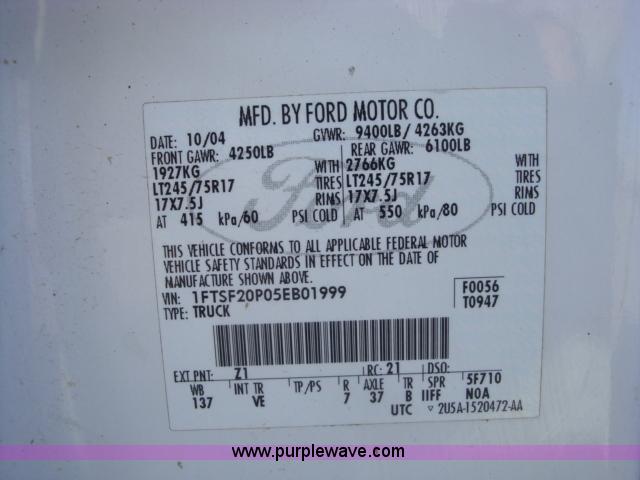 MFD. BY FORD MOTOR CO.
DATE: 10/04 GVWR: 9400LB/ 4263KG
FRONT GAWR: 4250LB REAR GAWR: 6100LB
1927KG WITH 2766KG WITH
LT245/75R17 TIRES LT245/75R17 TIRES
17X7.5J RIMS 17X7.5J RIMS
AT 415 kPa/60 PSI COLD AT 550 kPa/80 PSI COLD
THIS VEHICLE CONFORMS TO ALL APPLICABLE FEDERAL MOTOR
VEHICLE SAFETY STANDARDS IN EFFECT ON THE DATE OF
MANUFACTURE SHOWN ABOVE.
VIN: 1FTSF20P05EB01999 F0056
TYPE: TRUCK T0947
EXT PNT: Z1 RC: 21 DSO:
WB INT TR TP/PS R AXLE TR SPR 5F710
137 VE 7 37 B IIFF NOA
UTC ▽ 2U5A-1520472-AA
Ford
www.purplewave.com